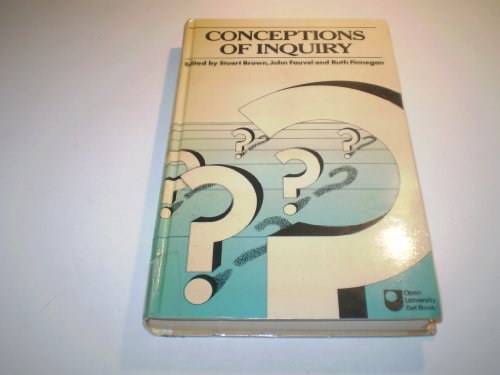 CONCEPTIONS
OF INQUIRY
Edited by Stuart Brown, John Fauvel and Ruth Finnegan
?
?
?
?
?
Open
University
Set Book